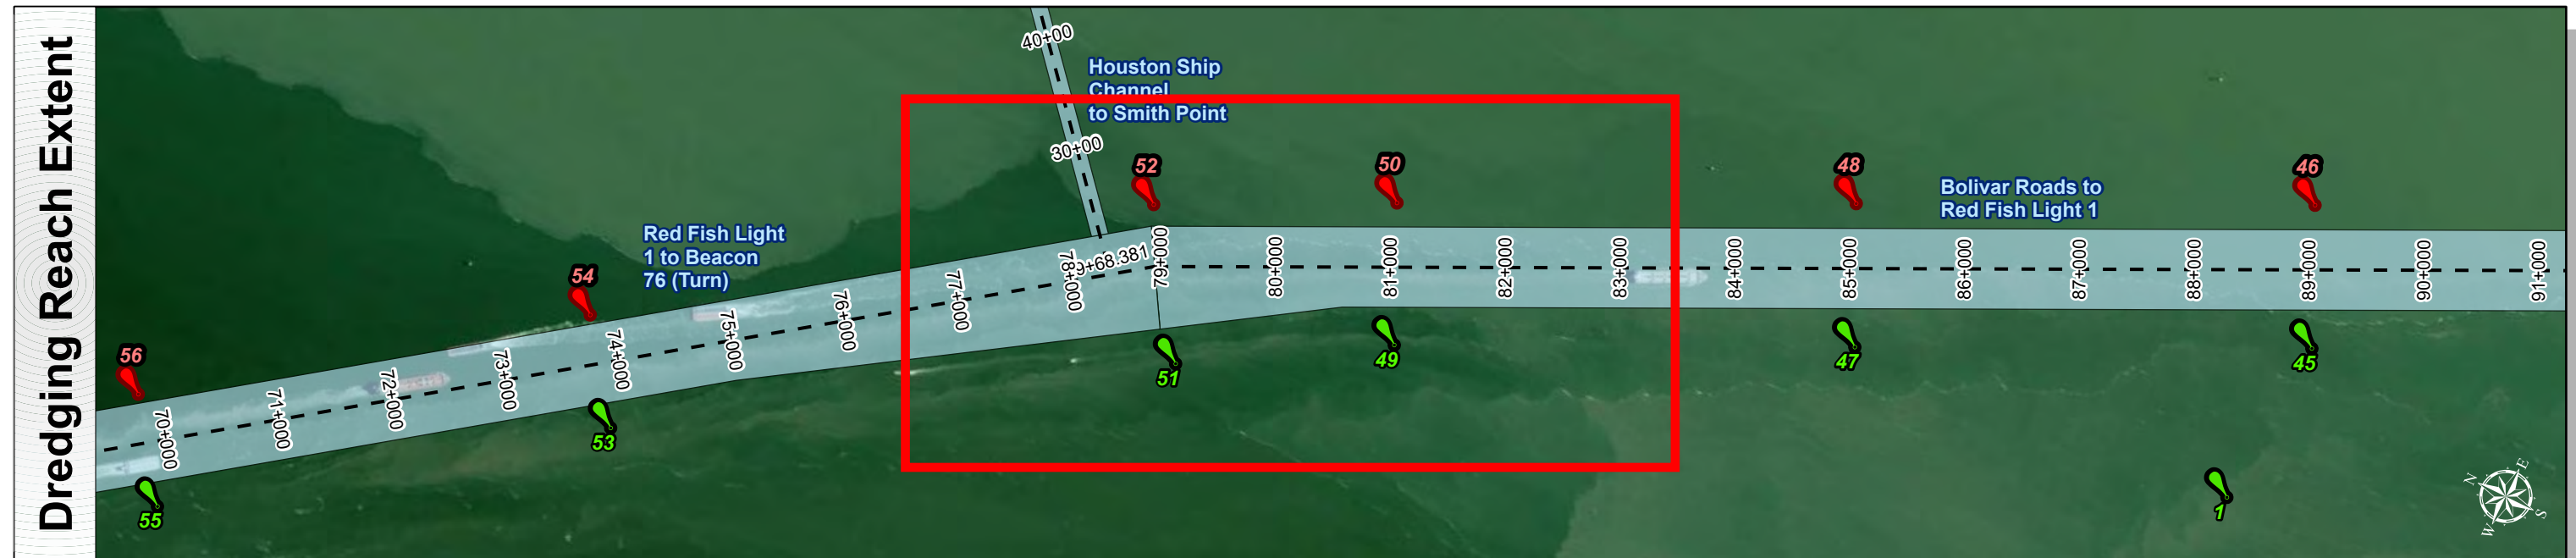 Dredging Reach Extent
40+00
Houston Ship
Channel
to Smith Point
30+00
52
50
48
46
Bolivar Roads to
Red Fish Light 1
Red Fish Light
1 to Beacon
76 (Turn)
54
56
70+000
71+000
72+000
73+000
74+000
75+000
76+000
77+000
78+000
9+68.381
79+000
80+000
81+000
82+000
83+000
84+000
85+000
86+000
87+000
88+000
89+000
90+000
91+000
55
53
51
49
47
45
1
N
E
W
S